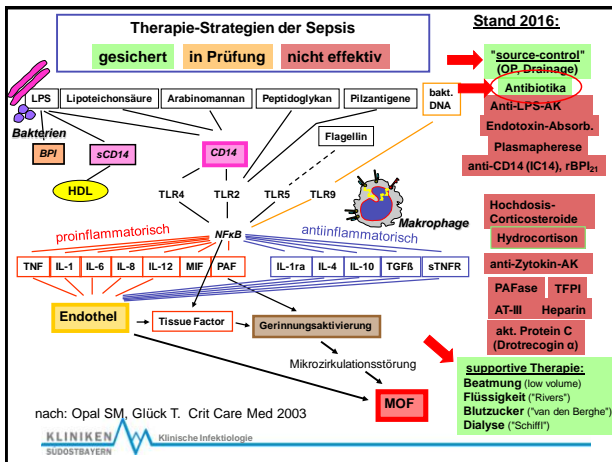 Therapie-Strategien der Sepsis
gesichert
in Prüfung
nicht effektiv
Stand 2016:
"source-control"
(OP, Drainage)
Antibiotika
Anti-LPS-AK
Endotoxin-Absorb.
Plasmapherese
anti-CD14 (IC14), rBPI21
Hochdosis-
Corticosteroide
Hydrocortison
anti-Zytokin-AK
PAFase
TFPI
AT-III
Heparin
akt. Protein C
(Drotrecogin α)
supportive Therapie:
Beatmung (low volume)
Flüssigkeit ("Rivers")
Blutzucker ("van den Berghe")
Dialyse ("Schiffl")
LPS
Lipoteichonsäure
Arabinomannan
Peptidoglykan
Pilzantigene
bakt.
DNA
Bakterien
BPI
sCD14
CD14
Flagellin
HDL
TLR4
TLR2
TLR5
TLR9
Makrophage
proinflammatorisch
NFkB
antiinflammatorisch
TNF
IL-1
IL-6
IL-8
IL-12
MIF
PAF
IL-1ra
IL-4
IL-10
TGFß
sTNFR
Endothel
Tissue Factor
Gerinnungsaktivierung
Mikrozirkulationsstörung
MOF
nach: Opal SM, Glück T. Crit Care Med 2003
KLINIKEN
SÜDOSTBAYERN
Klinische Infektiologie